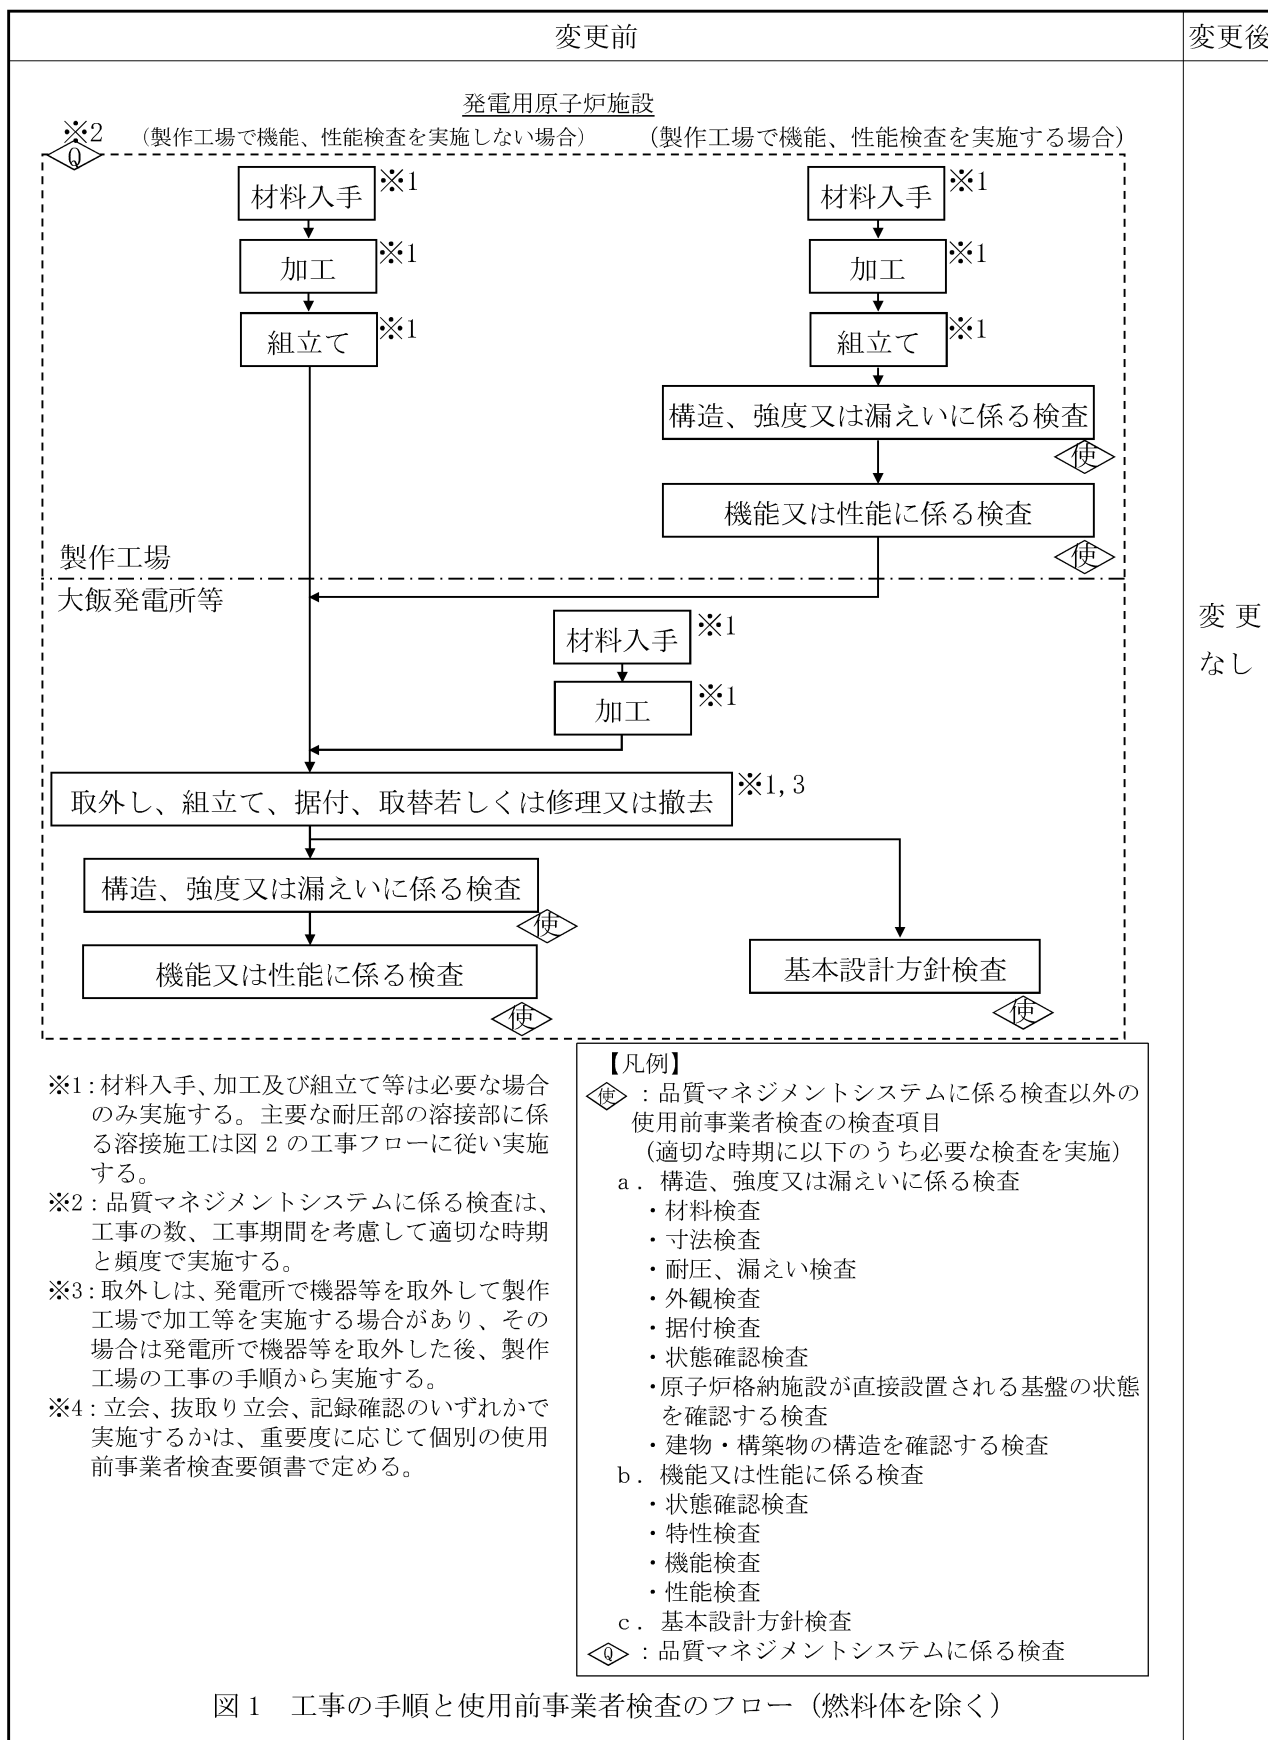 変更前
変更後
発電用原子炉施設
※2
（製作工場で機能、性能検査を実施しない場合）
（製作工場で機能、性能検査を実施する場合）
Q
材料入手
※1
材料入手
※1
加工
※1
加工
※1
組立て
※1
組立て
※1
構造、強度又は漏えいに係る検査
使
機能又は性能に係る検査
使
製作工場
大飯発電所等
材料入手
※1
加工
※1
変更
なし
取外し、組立て、据付、取替若しくは修理又は撤去
※1,3
構造、強度又は漏えいに係る検査
使
機能又は性能に係る検査
使
基本設計方針検査
使
※1：材料入手、加工及び組立て等は必要な場合
のみ実施する。主要な耐圧部の溶接部に係
る溶接施工は図2の工事フローに従い実施
する。
※2：品質マネジメントシステムに係る検査は、
工事の数、工事期間を考慮して適切な時期
と頻度で実施する。
※3：取外しは、発電所で機器等を取外して製作
工場で加工等を実施する場合があり、その
場合は発電所で機器等を取外した後、製作
工場の工事の手順から実施する。
※4：立会、抜取り立会、記録確認のいずれかで
実施するかは、重要度に応じて個別の使用
前事業者検査要領書で定める。
【凡例】
使：品質マネジメントシステムに係る検査以外の
使用前事業者検査の検査項目
（適切な時期に以下のうち必要な検査を実施）
a．構造、強度又は漏えいに係る検査
・材料検査
・寸法検査
・耐圧、漏えい検査
・外観検査
・据付検査
・状態確認検査
・原子炉格納施設が直接設置される基盤の状態
を確認する検査
・建物・構築物の構造を確認する検査
b．機能又は性能に係る検査
・状態確認検査
・特性検査
・機能検査
・性能検査
c．基本設計方針検査
Q：品質マネジメントシステムに係る検査
図1　工事の手順と使用前事業者検査のフロー（燃料体を除く）